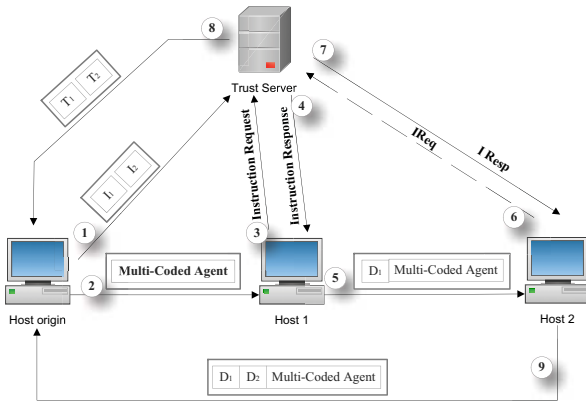 8
7
T1 T2
Trust Server
4
IReq
I Resp
Instruction Request
Instruction Response
I1 I2
1
3
6
Multi-Coded Agent
D1 Multi-Coded Agent
2
5
Host origin
Host 1
Host 2
9
D1 D2 Multi-Coded Agent